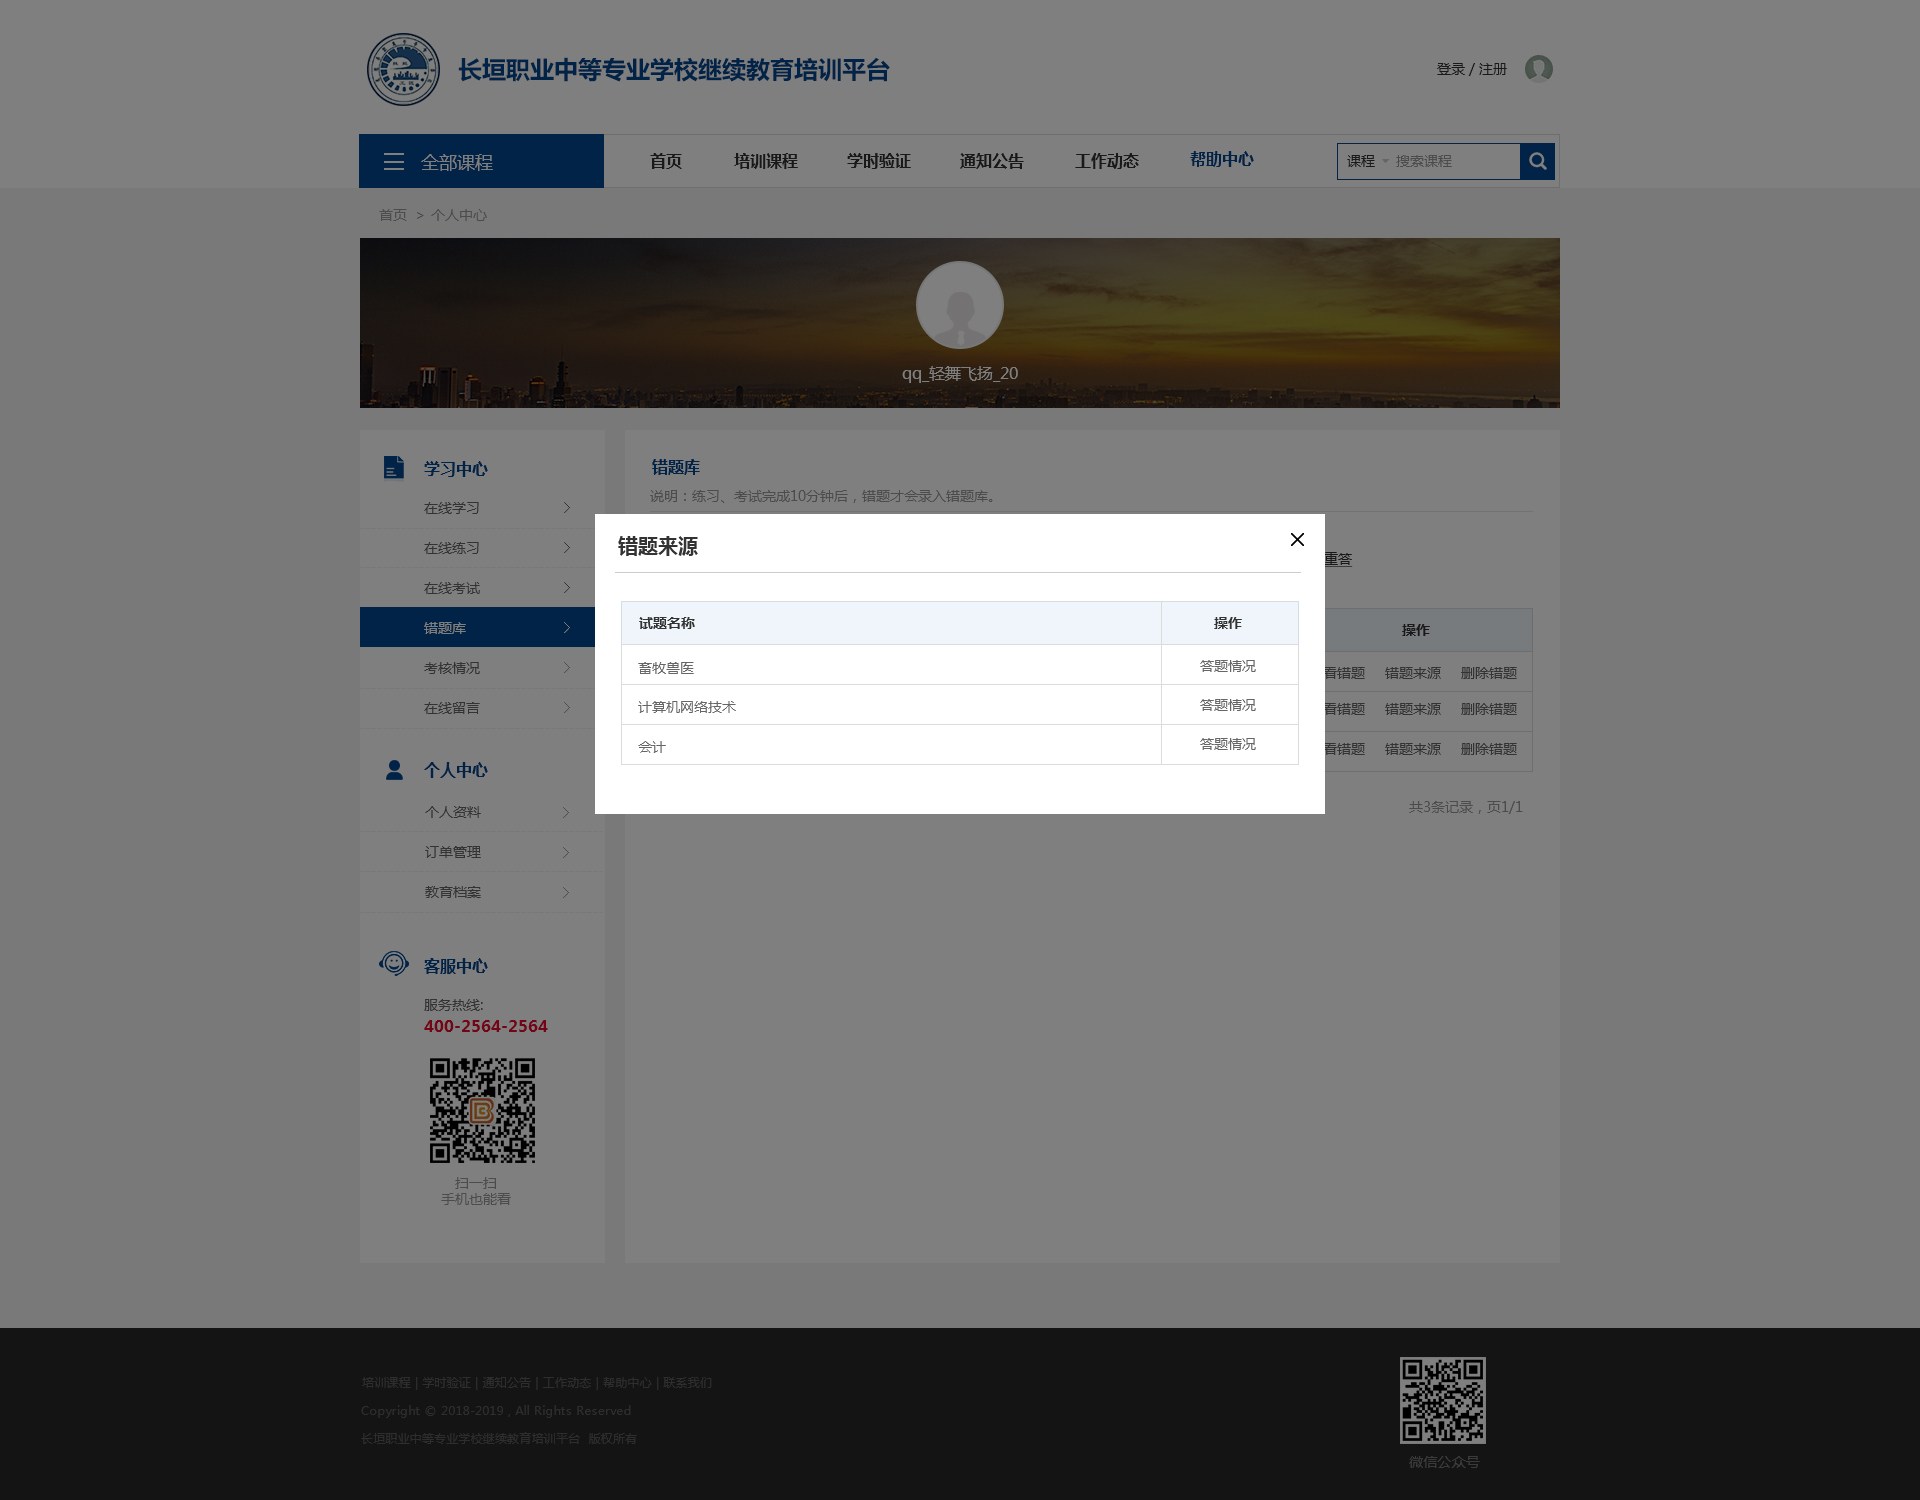 长垣职业中等专业学校继续教育培训平台
登录 / 注册
全部课程
首页 培训课程 学时验证 通知公告 工作动态 帮助中心
课程 搜索课程
首页 > 个人中心
qq_轻舞飞扬_20
学习中心
在线学习
在线练习
在线考试
错题库
考核情况
在线留言
个人中心
个人资料
订单管理
教育档案
客服中心
服务热线:
400-2564-2564
扫一扫
手机也能看
错题库
说明：练习、考试完成10分钟后，错题才会录入错题库。
重答
操作
看错题 错题来源 删除错题
看错题 错题来源 删除错题
看错题 错题来源 删除错题
共3条记录，页1/1
错题来源
试题名称 操作
畜牧兽医 答题情况
计算机网络技术 答题情况
会计 答题情况
培训课程 | 学时验证 | 通知公告 | 工作动态 | 帮助中心 | 联系我们
Copyright © 2018-2019 , All Rights Reserved
长垣职业中等专业学校继续教育培训平台 版权所有
微信公众号